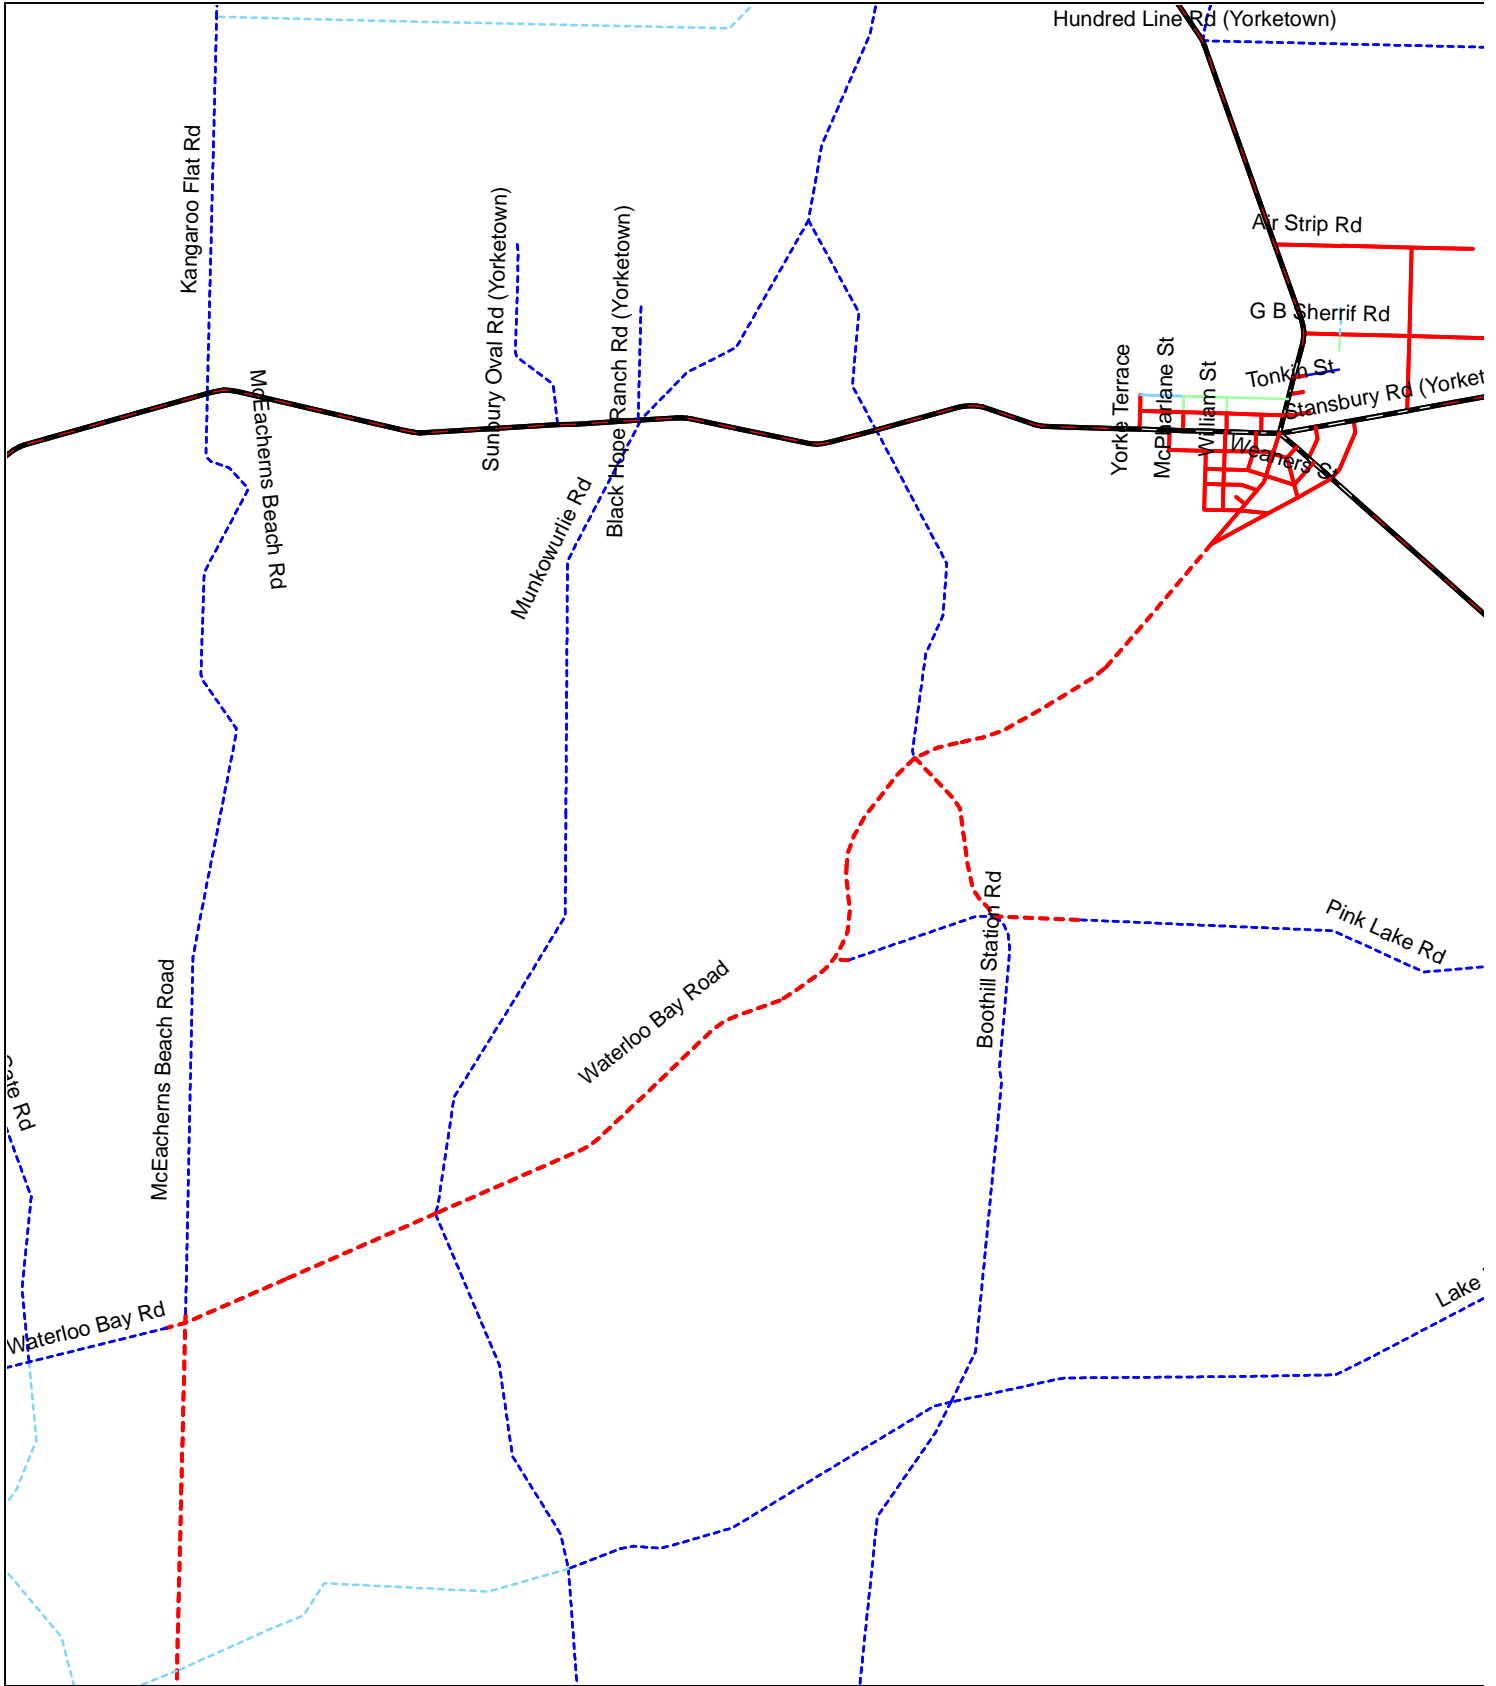 Hundred Line Rd (Yorketown)
Kangaroo Flat Rd
Air Strip Rd
Sunbury Oval Rd (Yorketown)
Black Hope Ranch Rd (Yorketown)
G B Sherrif Rd
Yorke Terrace
McPharlane St
William St
Tonkin St
Stansbury Rd (Yorket
Weaners St
McEacherns Beach Rd
Munkowurlie Rd
Boothill Station Rd
Pink Lake Rd
McEacherns Beach Road
Waterloo Bay Road
Rd
Waterloo Bay Rd
Lake